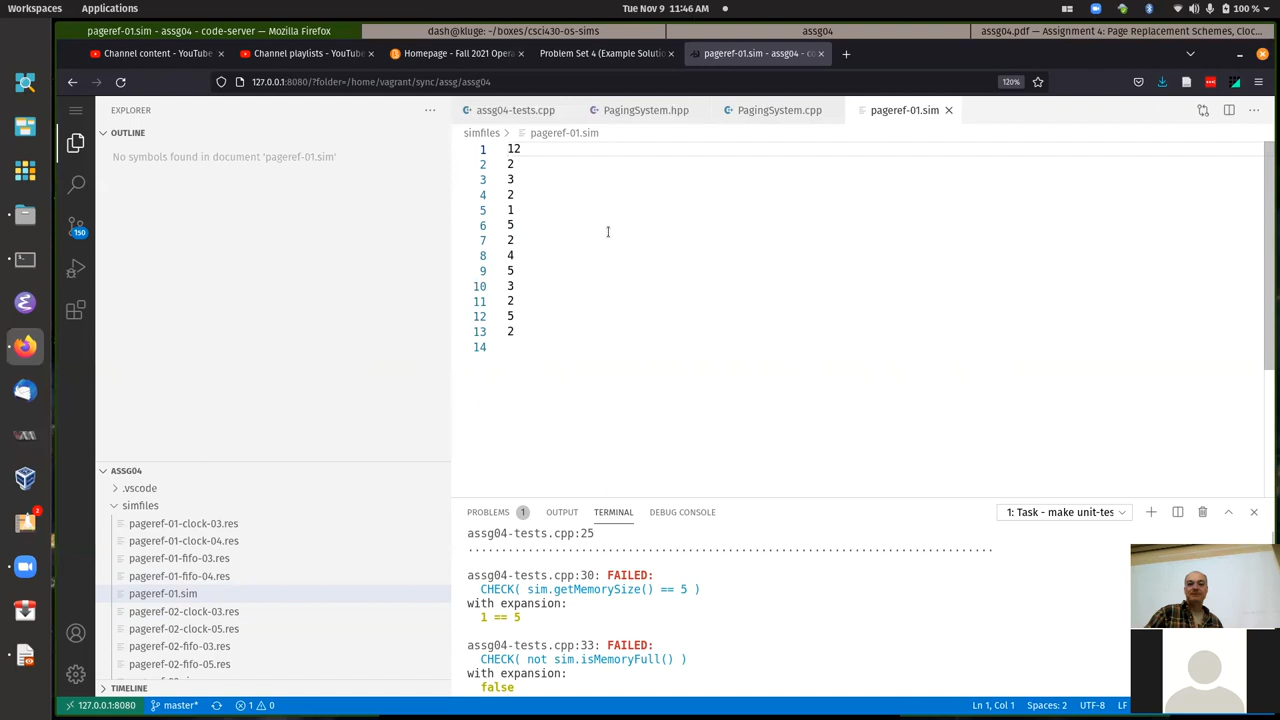 Workspaces Applications Tue Nov 9 11:46 AM 100 %
pageref-01.sim - assg04 - code-server — Mozilla Firefox dash@kluge: ~/boxes/csci430-os-sims assg04 assg04.pdf — Assignment 4: Page Replacement Schemes, Cloc...
Channel content - YouTube × Channel playlists - YouTube × Homepage - Fall 2021 Opera × Problem Set 4 (Example Solutio × pageref-01.sim - assg04 - co × +
127.0.0.1:8080/?folder=/home/vagrant/sync/assg/assg04 120%
EXPLORER ... assg04-tests.cpp PagingSystem.hpp PagingSystem.cpp pageref-01.sim × ...
OUTLINE simfiles > pageref-01.sim
No symbols found in document 'pageref-01.sim'
1 12
2 2
3 3
4 2
5 1
6 5
7 2
8 4
9 5
10 3
11 2
12 5
13 2
14
150
ASSG04
.vscode
simfiles
pageref-01-clock-03.res
pageref-01-clock-04.res
pageref-01-fifo-03.res
pageref-01-fifo-04.res
pageref-01.sim
pageref-02-clock-03.res
pageref-02-clock-05.res
pageref-02-fifo-03.res
pageref-02-fifo-05.res
TIMELINE
2
PROBLEMS 1 OUTPUT TERMINAL DEBUG CONSOLE 1: Task - make unit-tes
assg04-tests.cpp:25
...............................................................................
assg04-tests.cpp:30: FAILED:
CHECK( sim.getMemorySize() == 5 )
with expansion:
1 == 5
assg04-tests.cpp:33: FAILED:
CHECK( not sim.isMemoryFull() )
with expansion:
false
127.0.0.1:8080 master* 1 0 Ln 1, Col 1 Spaces: 2 UTF-8 LF